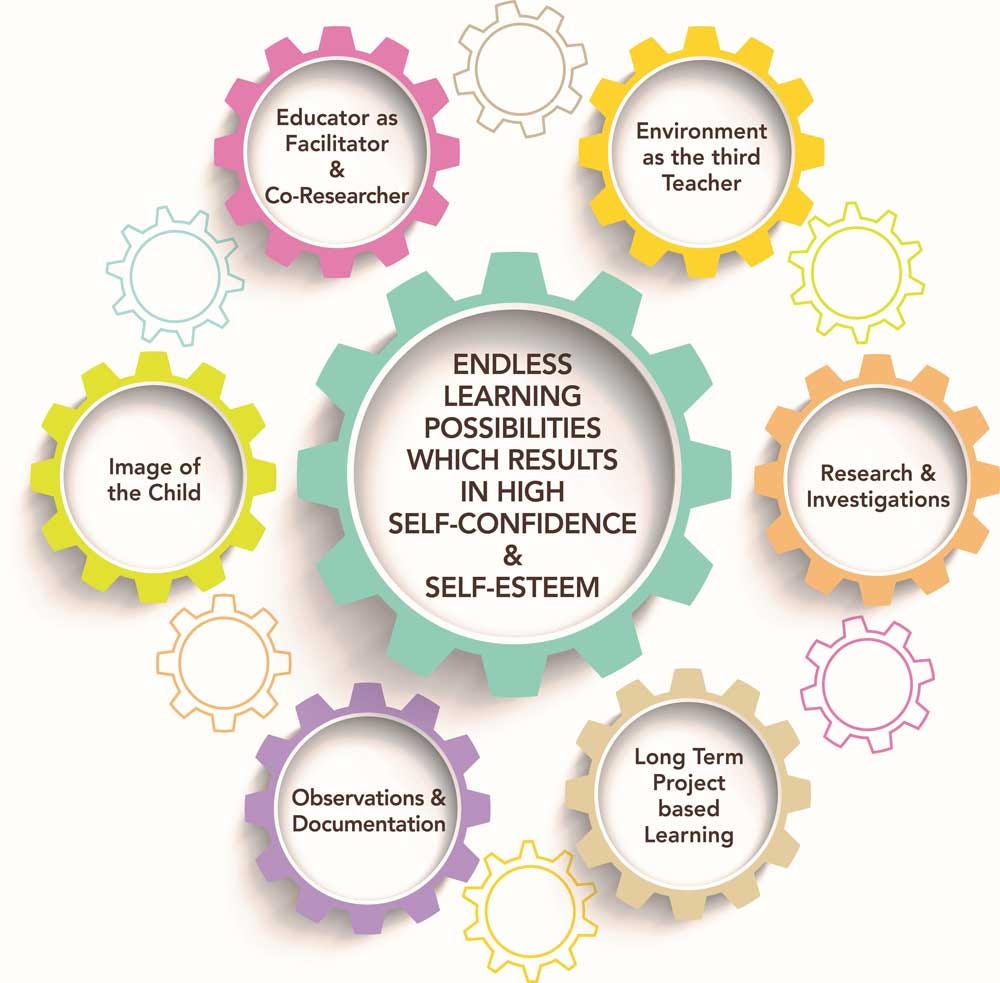 Educator as
Facilitator
&
Co-Researcher
Environment
as the third
Teacher
ENDLESS
LEARNING
POSSIBILITIES
WHICH RESULTS
IN HIGH
SELF-CONFIDENCE
&
SELF-ESTEEM
Image of
the Child
Research &
Investigations
Observations &
Documentation
Long Term
Project
based
Learning